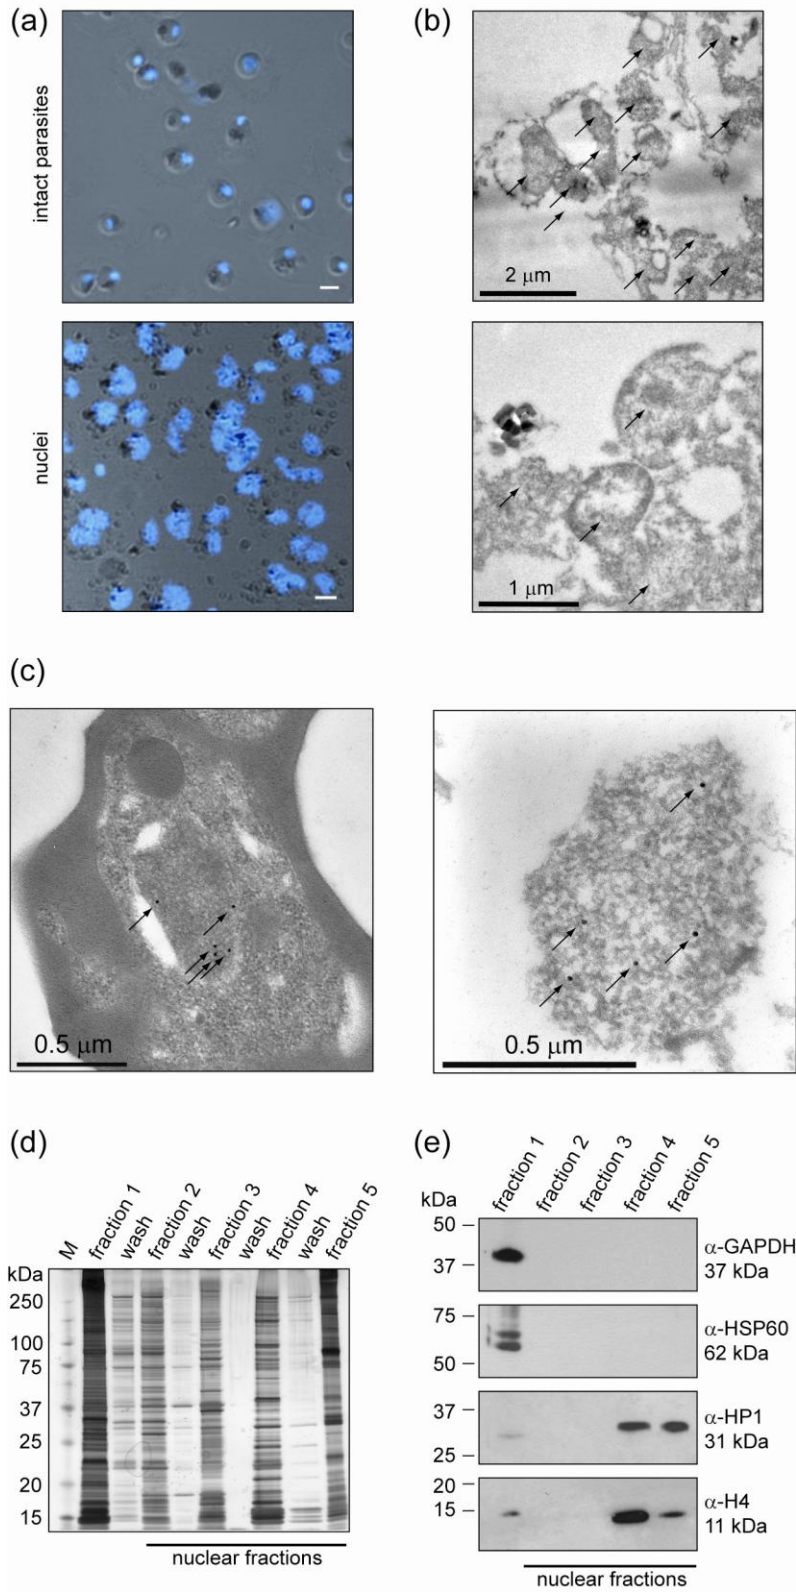 (a)
intact parasites
nuclei
(b)
2 μm
1 μm
(c)
0.5 μm
0.5 μm
(d)
M
fraction 1
wash
fraction 2
wash
fraction 3
wash
fraction 4
wash
fraction 5
kDa
250
100
75
37
25
20
15
nuclear fractions
(e)
fraction 1
fraction 2
fraction 3
fraction 4
fraction 5
kDa
50
37
α-GAPDH
37 kDa
75
50
α-HSP60
62 kDa
37
25
α-HP1
31 kDa
20
15
α-H4
11 kDa
nuclear fractions